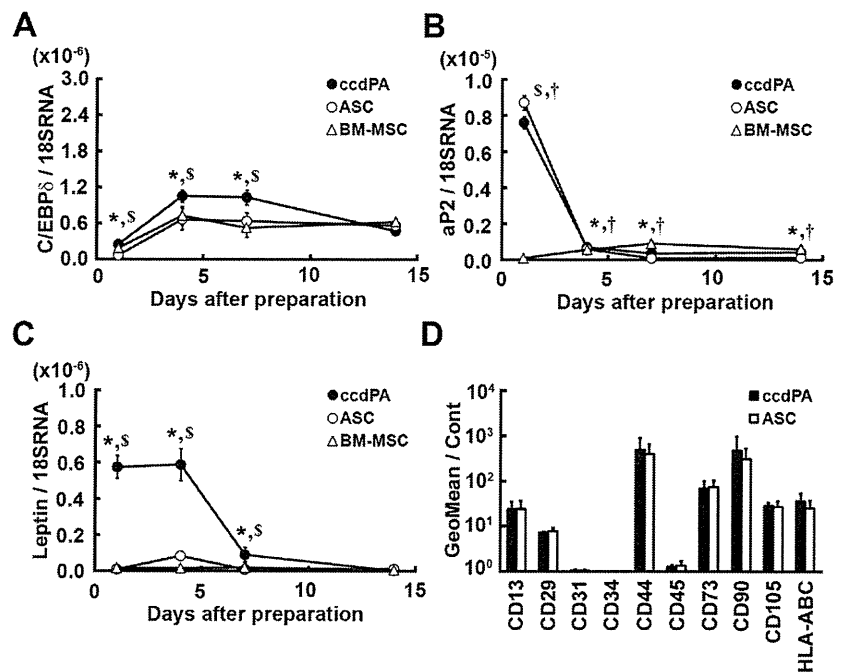 A
(x10-6)
3.0
2.4
1.8
1.2
0.6
0.0
C/EBPδ / 18SRNA
ccdPA
ASC
BM-MSC
*,$
*,$
*,$
0
5
10
15
Days after preparation
B
(x10-5)
1.0
0.8
0.6
0.4
0.2
0.0
aP2 / 18SRNA
ccdPA
ASC
BM-MSC
$,†
*,†
*,†
*,†
0
5
10
15
Days after preparation
C
(x10-6)
1.0
0.8
0.6
0.4
0.2
0.0
Leptin / 18SRNA
ccdPA
ASC
BM-MSC
*,$
*,$
*,$
0
5
10
15
Days after preparation
D
104
103
102
101
100
GeoMean / Cont
ccdPA
ASC
CD13
CD29
CD31
CD34
CD44
CD45
CD73
CD90
CD105
HLA-ABC